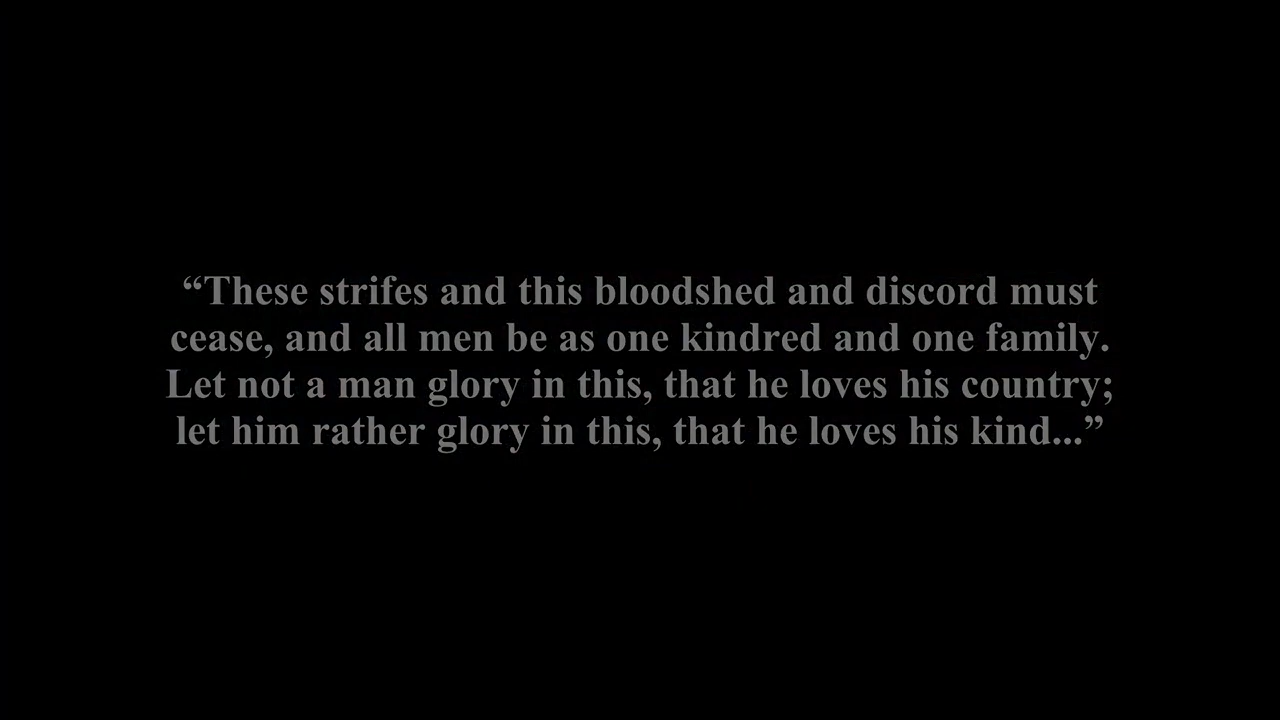 “These strifes and this bloodshed and discord must
cease, and all men be as one kindred and one family.
Let not a man glory in this, that he loves his country;
let him rather glory in this, that he loves his kind...”